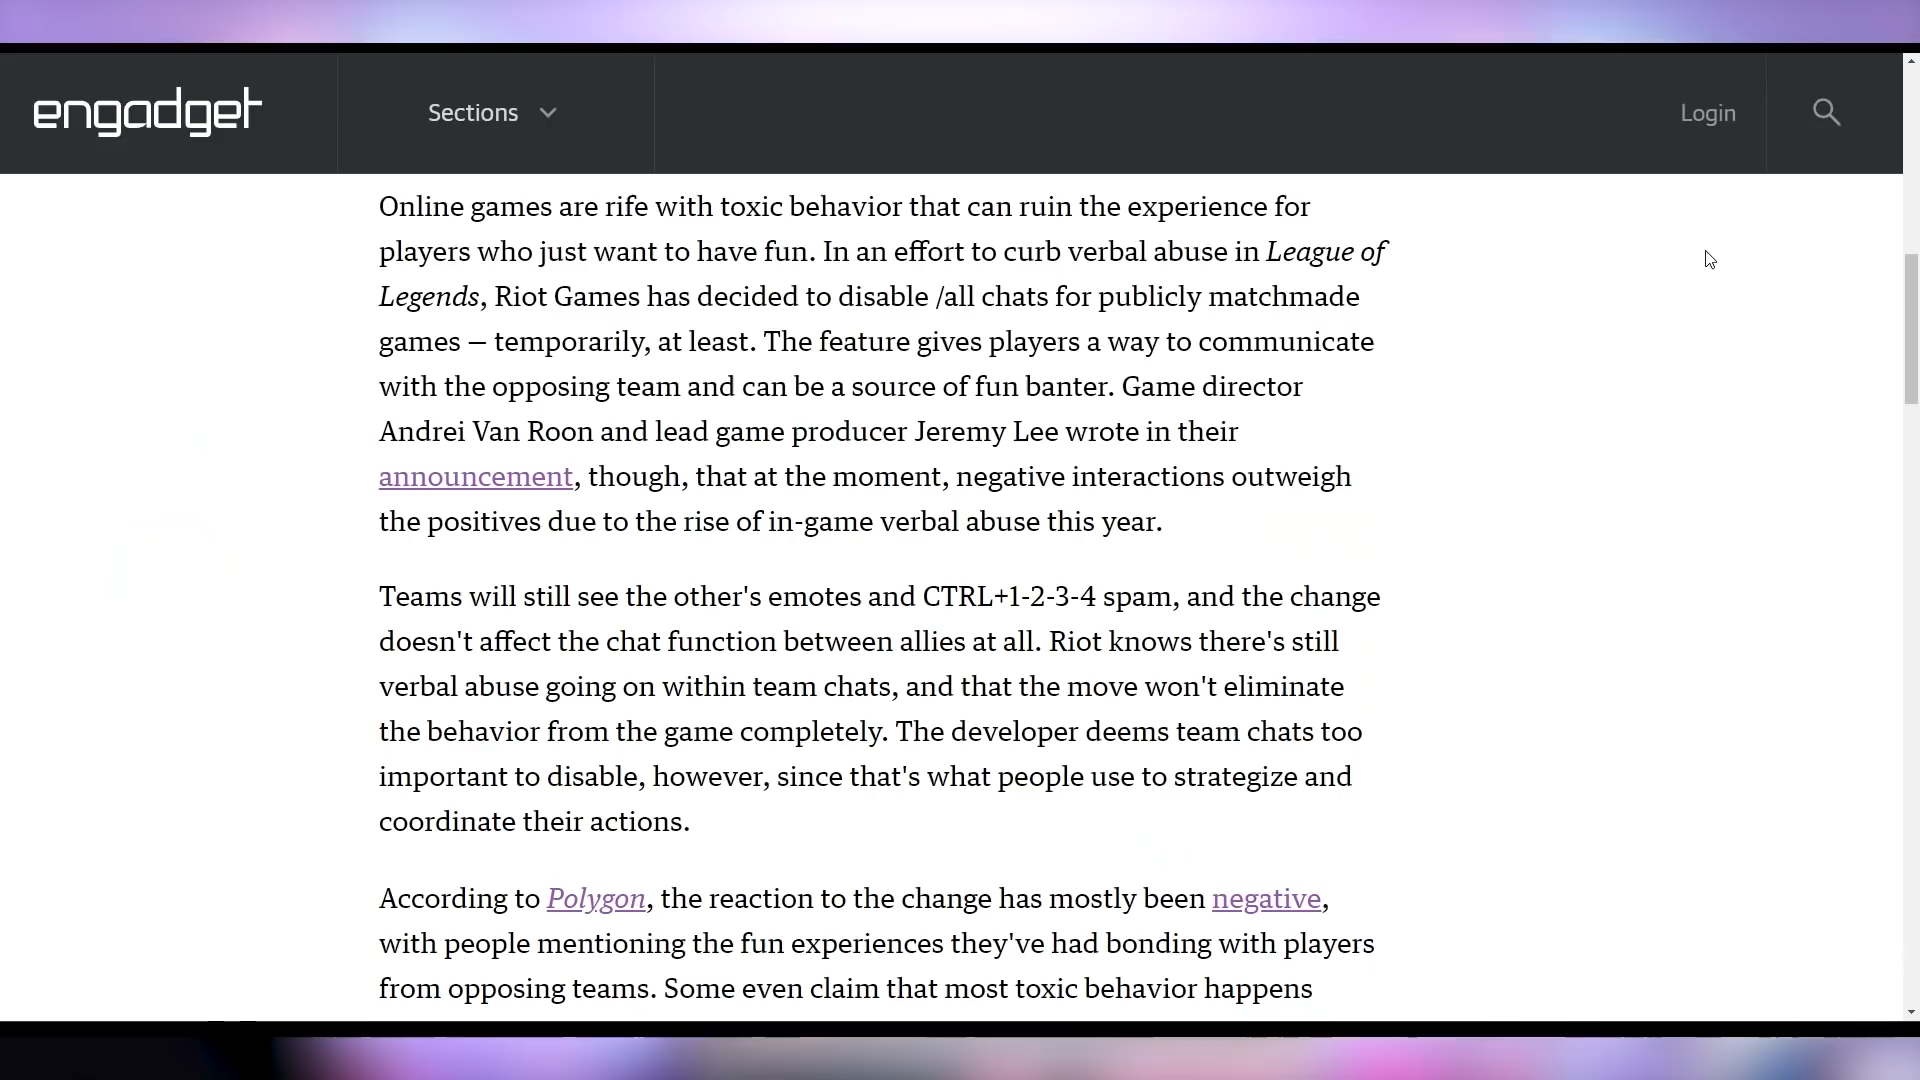 engadget
Sections
Login
Online games are rife with toxic behavior that can ruin the experience for
players who just want to have fun. In an effort to curb verbal abuse in League of
Legends, Riot Games has decided to disable /all chats for publicly matchmade
games — temporarily, at least. The feature gives players a way to communicate
with the opposing team and can be a source of fun banter. Game director
Andrei Van Roon and lead game producer Jeremy Lee wrote in their
announcement, though, that at the moment, negative interactions outweigh
the positives due to the rise of in-game verbal abuse this year.
Teams will still see the other's emotes and CTRL+1-2-3-4 spam, and the change
doesn't affect the chat function between allies at all. Riot knows there's still
verbal abuse going on within team chats, and that the move won't eliminate
the behavior from the game completely. The developer deems team chats too
important to disable, however, since that's what people use to strategize and
coordinate their actions.
According to Polygon, the reaction to the change has mostly been negative,
with people mentioning the fun experiences they've had bonding with players
from opposing teams. Some even claim that most toxic behavior happens